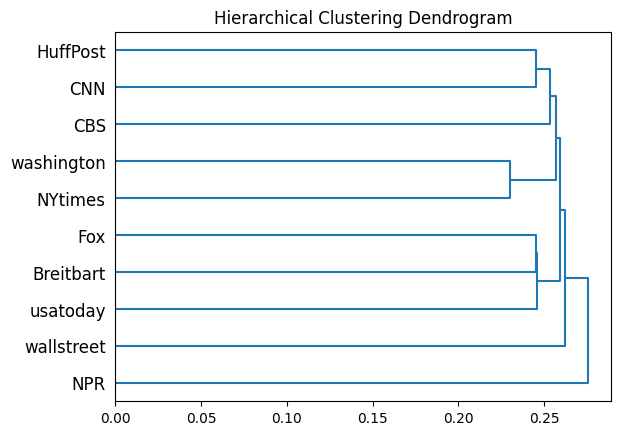 Hierarchical Clustering Dendrogram
HuffPost
CNN
CBS
washington
NYtimes
Fox
Breitbart
usatoday
wallstreet
NPR
0.00 0.05 0.10 0.15 0.20 0.25